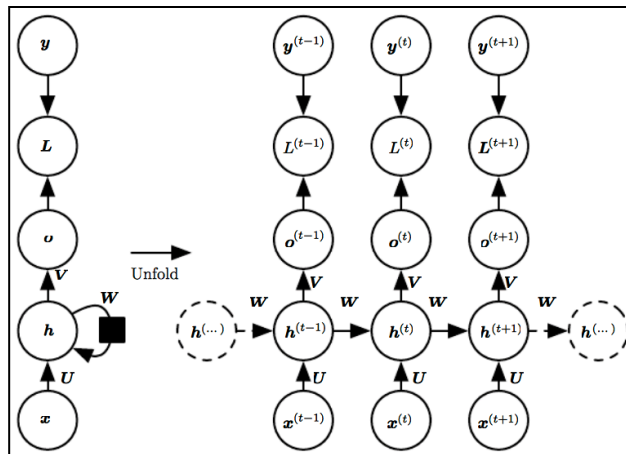 y y^(t−1) y^(t) y^(t+1)
L L^(t−1) L^(t) L^(t+1)
o o^(t−1) o^(t) o^(t+1)
Unfold
V V V V
W W W W W
h h^(...) h^(t−1) h^(t) h^(t+1) h^(...)
U U U U
x x^(t−1) x^(t) x^(t+1)